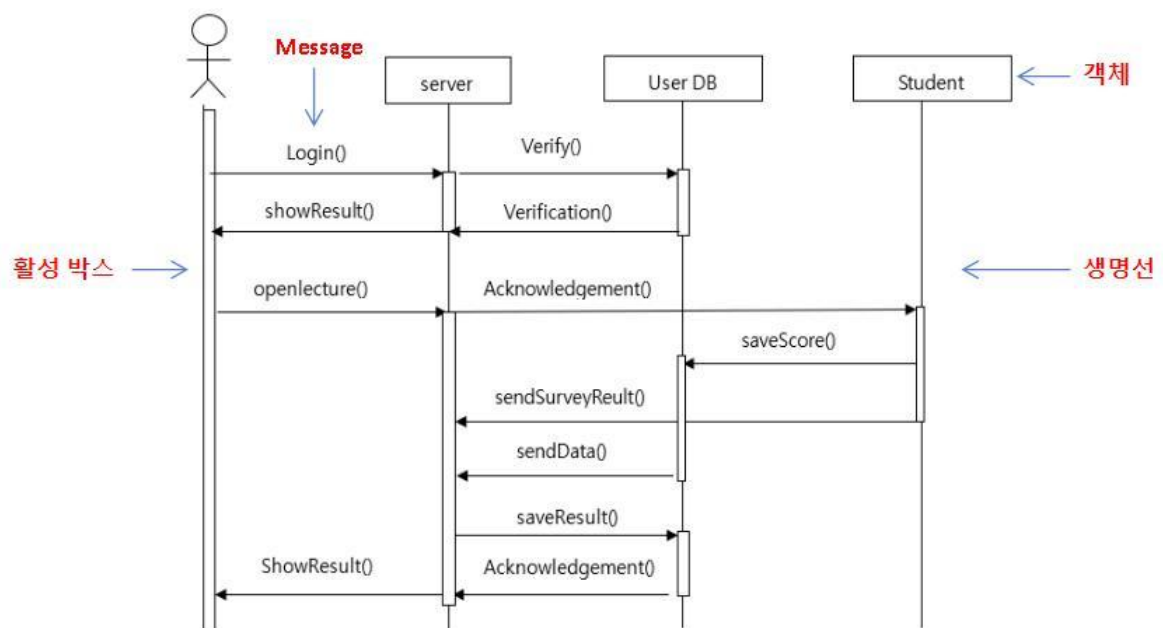 Message
server
User DB
Student
객체
Login()
Verify()
showResult()
Verification()
활성 박스
생명선
openlecture()
Acknowledgement()
saveScore()
sendSurveyReult()
sendData()
saveResult()
ShowResult()
Acknowledgement()